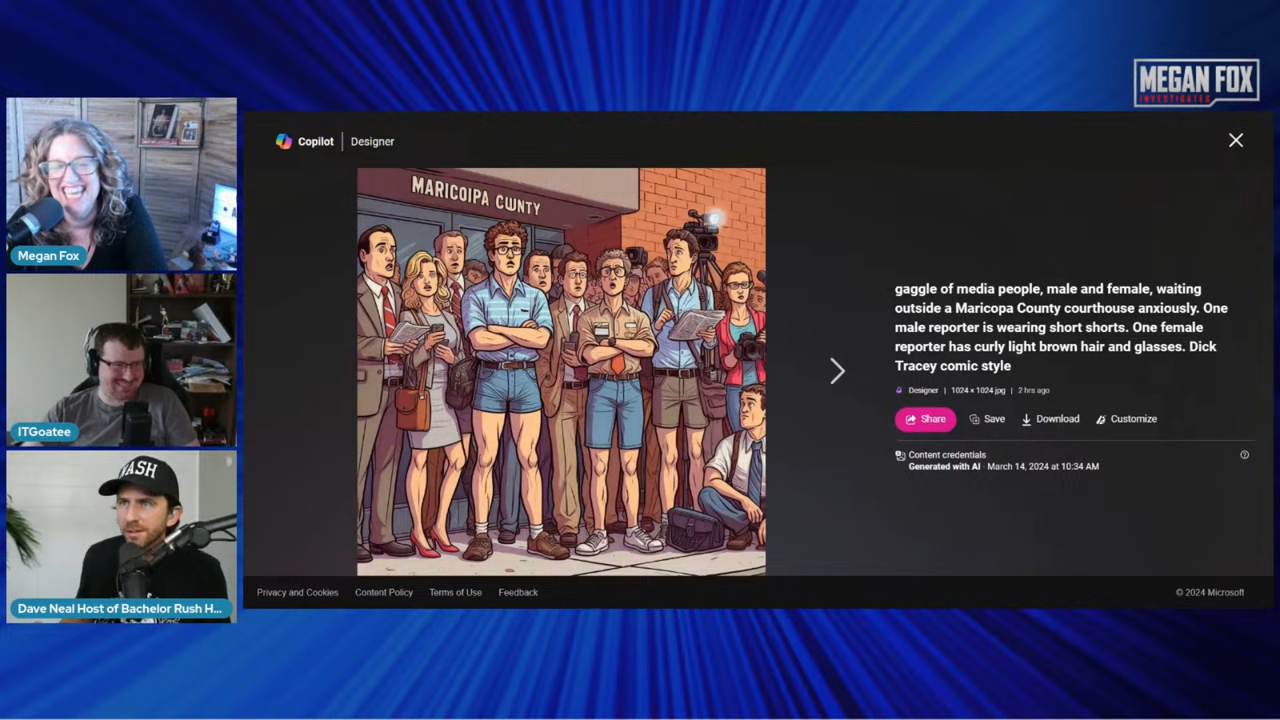 MEGAN FOX
INVESTIGATES
Copilot | Designer
MARICOIPA CWNTY
gaggle of media people, male and female, waiting
outside a Maricopa County courthouse anxiously. One
male reporter is wearing short shorts. One female
reporter has curly light brown hair and glasses. Dick
Tracey comic style
Designer | 1024 × 1024 jpg | 2 hrs ago
Share Save Download Customize
Content credentials
Generated with AI · March 14, 2024 at 10:34 AM
Privacy and Cookies Content Policy Terms of Use Feedback
© 2024 Microsoft
Megan Fox
ITGoatee
Dave Neal Host of Bachelor Rush H...